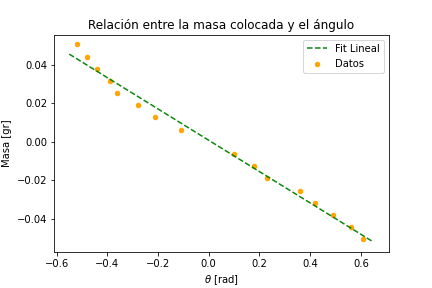 Relación entre la masa colocada y el ángulo
Fit Lineal
Datos
Masa [gr]
0.04
0.02
0.00
−0.02
−0.04
−0.6
−0.4
−0.2
0.0
0.2
0.4
0.6
θ [rad]